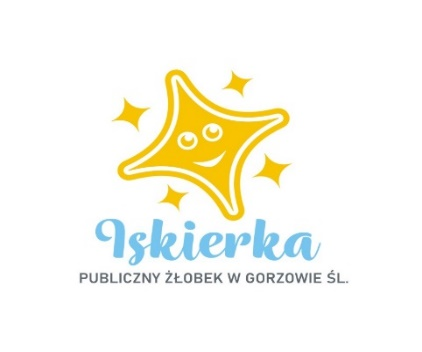 Iskierka
PUBLICZNY ŻŁOBEK W GORZOWIE ŚL.